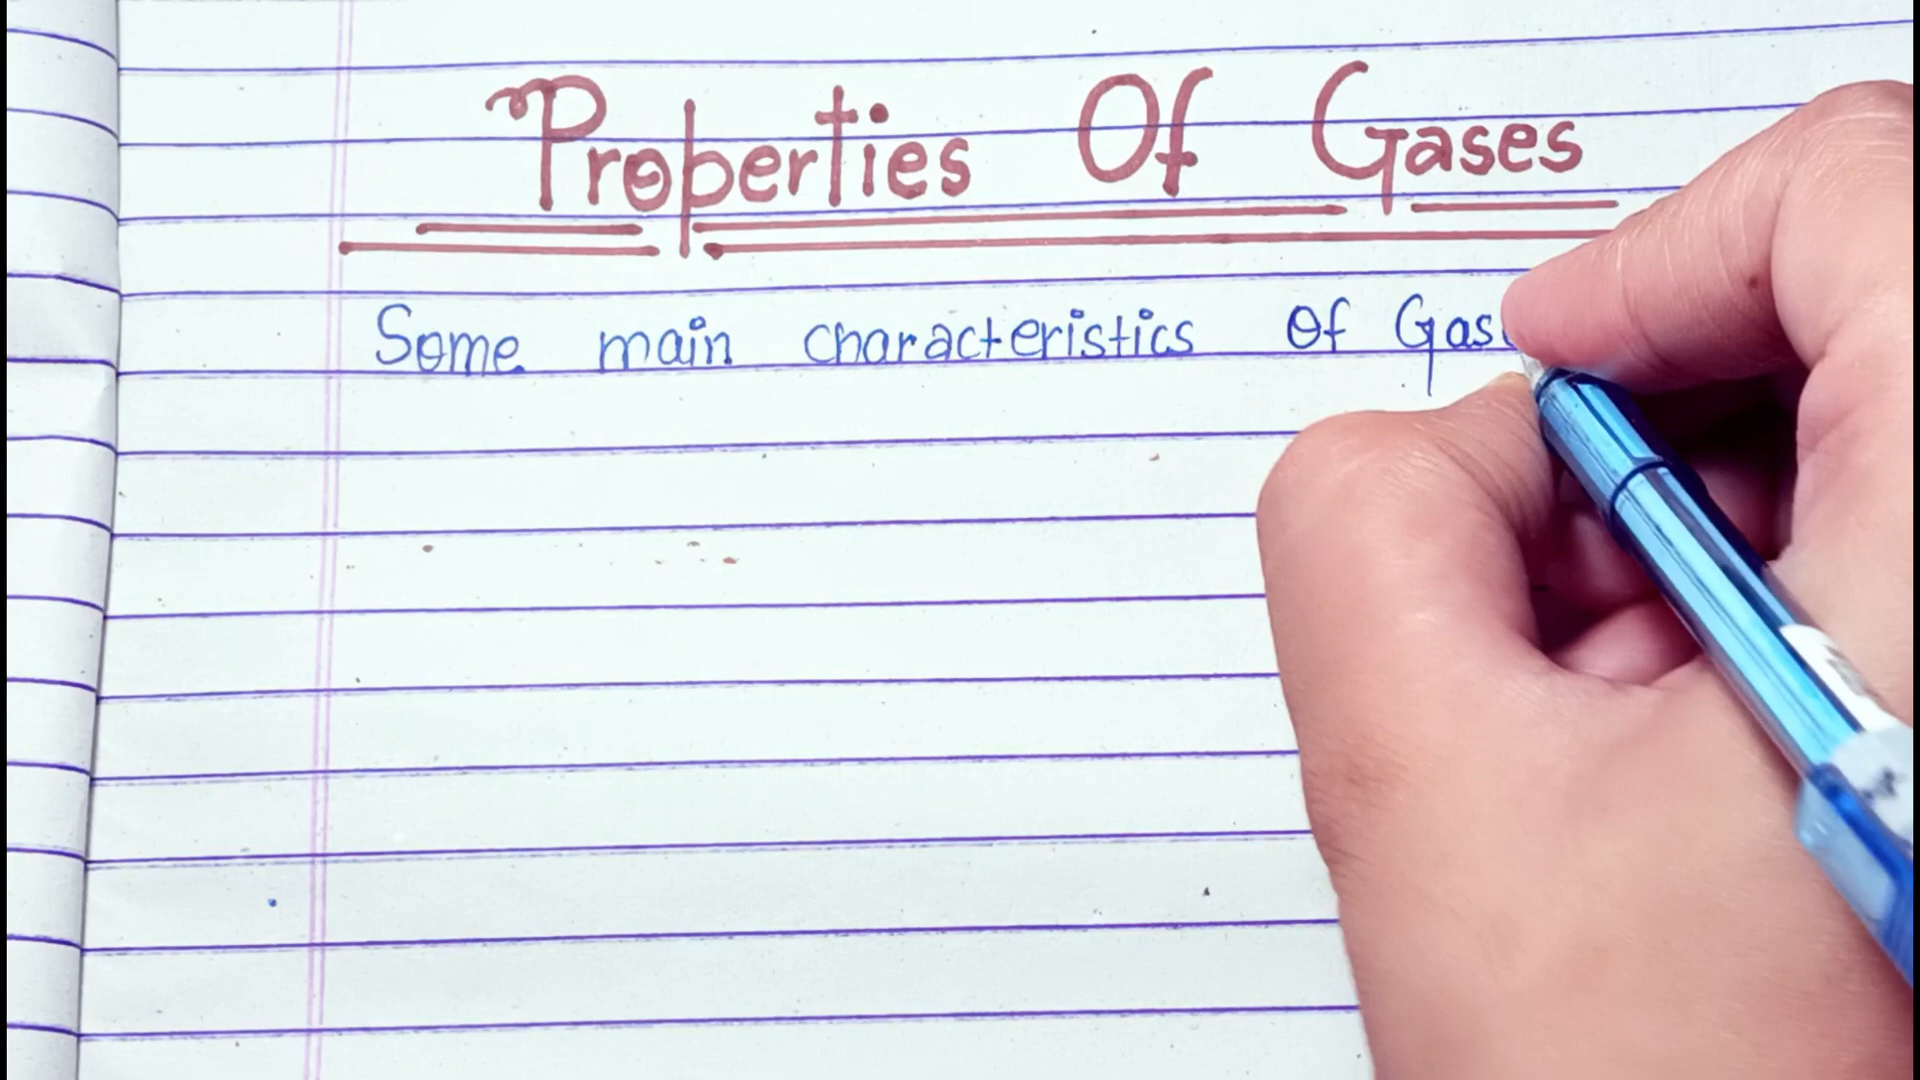 Properties Of Gases
Some main characteristics Of